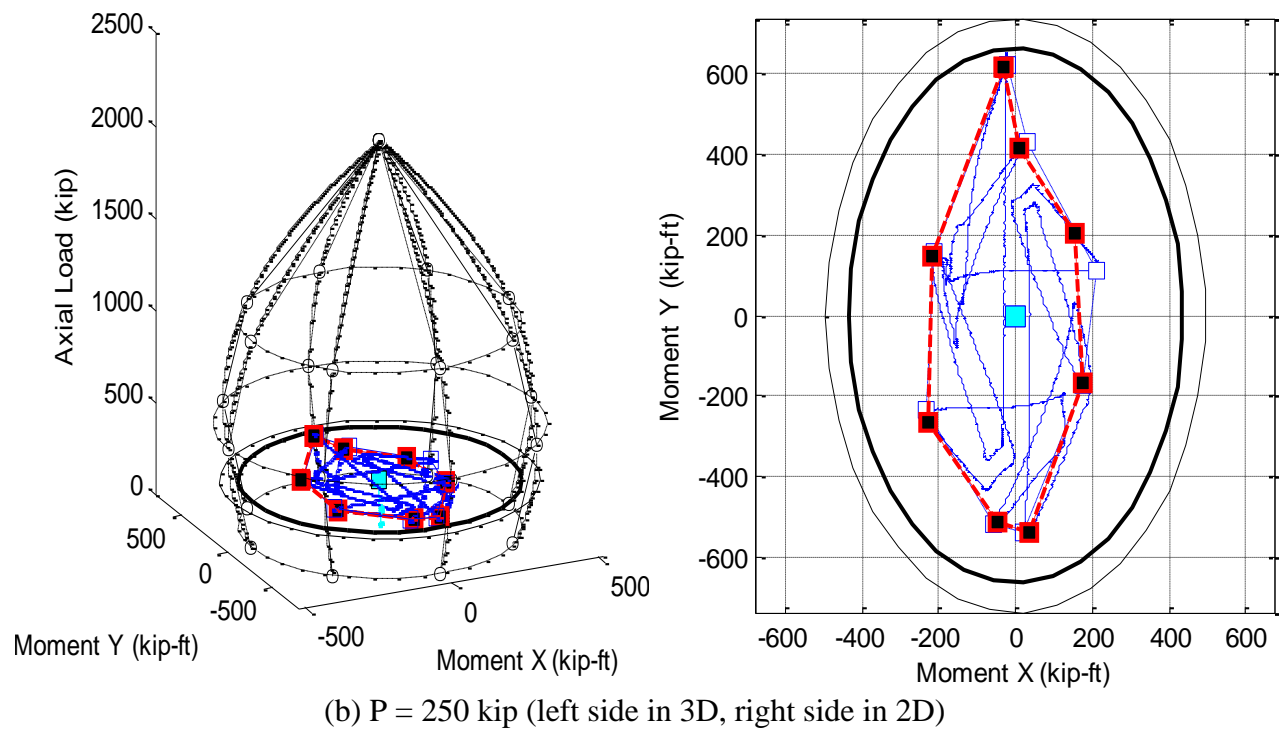 2500
2000
1500
1000
500
0
Axial Load (kip)
500
0
-500
Moment Y (kip-ft)
-500
0
500
Moment X (kip-ft)
600
400
200
0
-200
-400
-600
Moment Y (kip-ft)
-600 -400 -200 0 200 400 600
Moment X (kip-ft)
(b) P = 250 kip (left side in 3D, right side in 2D)